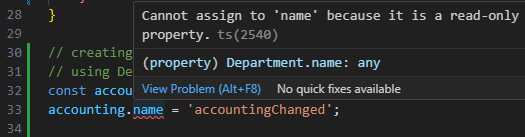 Cannot assign to 'name' because it is a read-only
property. ts(2540)
(property) Department.name: any
View Problem (Alt+F8) No quick fixes available
28 }
29
30 // creating
31 // using De
32 const accou
33 accounting.name = 'accountingChanged';
34